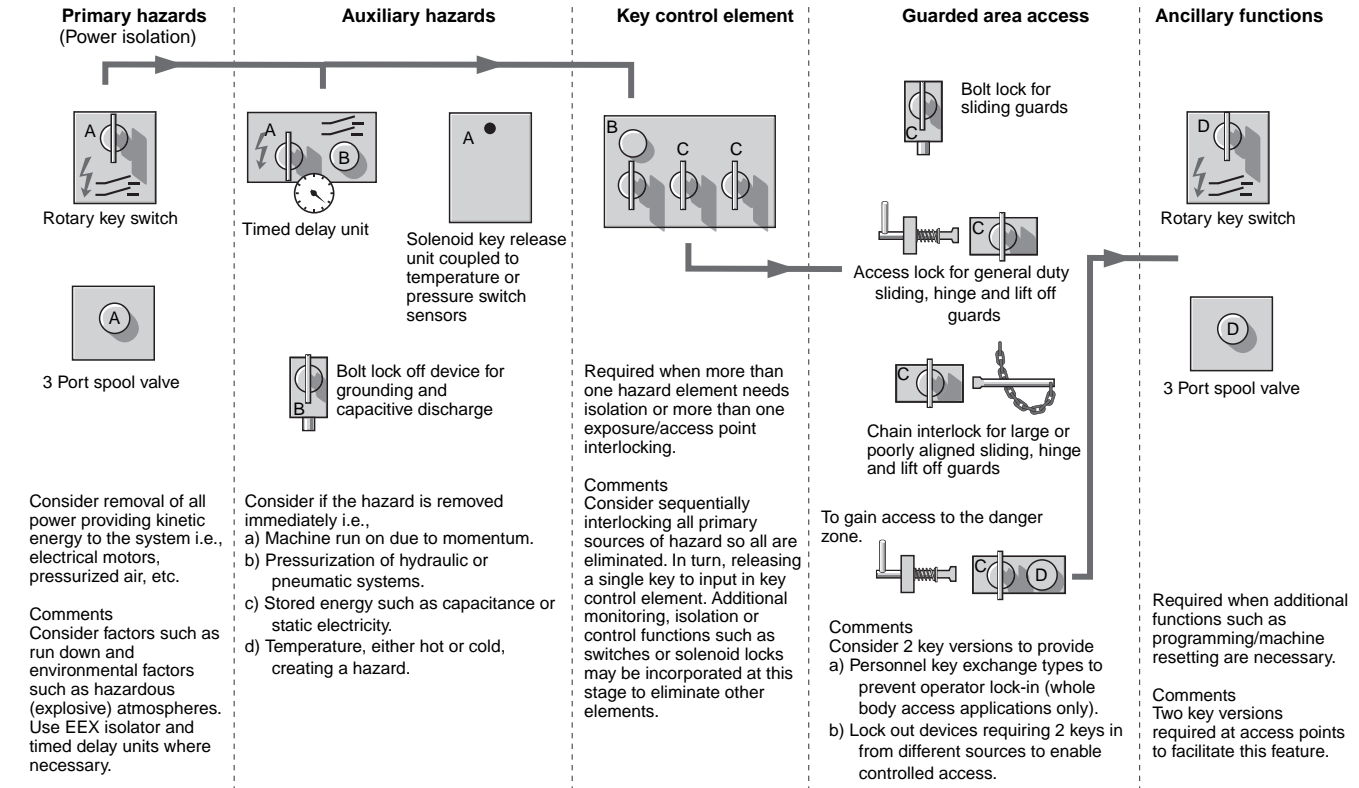 Primary hazards
(Power isolation)
A
Rotary key switch
A
3 Port spool valve
Consider removal of all
power providing kinetic
energy to the system i.e.,
electrical motors,
pressurized air, etc.
Comments
Consider factors such as
run down and
environmental factors
such as hazardous
(explosive) atmospheres.
Use EEX isolator and
timed delay units where
necessary.
Auxiliary hazards
A
B
Timed delay unit
A
Solenoid key release
unit coupled to
temperature or
pressure switch
sensors
B
Bolt lock off device for
grounding and
capacitive discharge
Consider if the hazard is removed
immediately i.e.,
a) Machine run on due to momentum.
b) Pressurization of hydraulic or
pneumatic systems.
c) Stored energy such as capacitance or
static electricity.
d) Temperature, either hot or cold,
creating a hazard.
Key control element
B
C C
Required when more than
one hazard element needs
isolation or more than one
exposure/access point
interlocking.
Comments
Consider sequentially
interlocking all primary
sources of hazard so all are
eliminated. In turn, releasing
a single key to input in key
control element. Additional
monitoring, isolation or
control functions such as
switches or solenoid locks
may be incorporated at this
stage to eliminate other
elements.
Guarded area access
C
Bolt lock for
sliding guards
C
Access lock for general duty
sliding, hinge and lift off
guards
C
Chain interlock for large or
poorly aligned sliding, hinge
and lift off guards
To gain access to the danger
zone.
C D
Comments
Consider 2 key versions to provide
a) Personnel key exchange types to
prevent operator lock-in (whole
body access applications only).
b) Lock out devices requiring 2 keys in
from different sources to enable
controlled access.
Ancillary functions
D
Rotary key switch
D
3 Port spool valve
Required when additional
functions such as
programming/machine
resetting are necessary.
Comments
Two key versions
required at access points
to facilitate this feature.